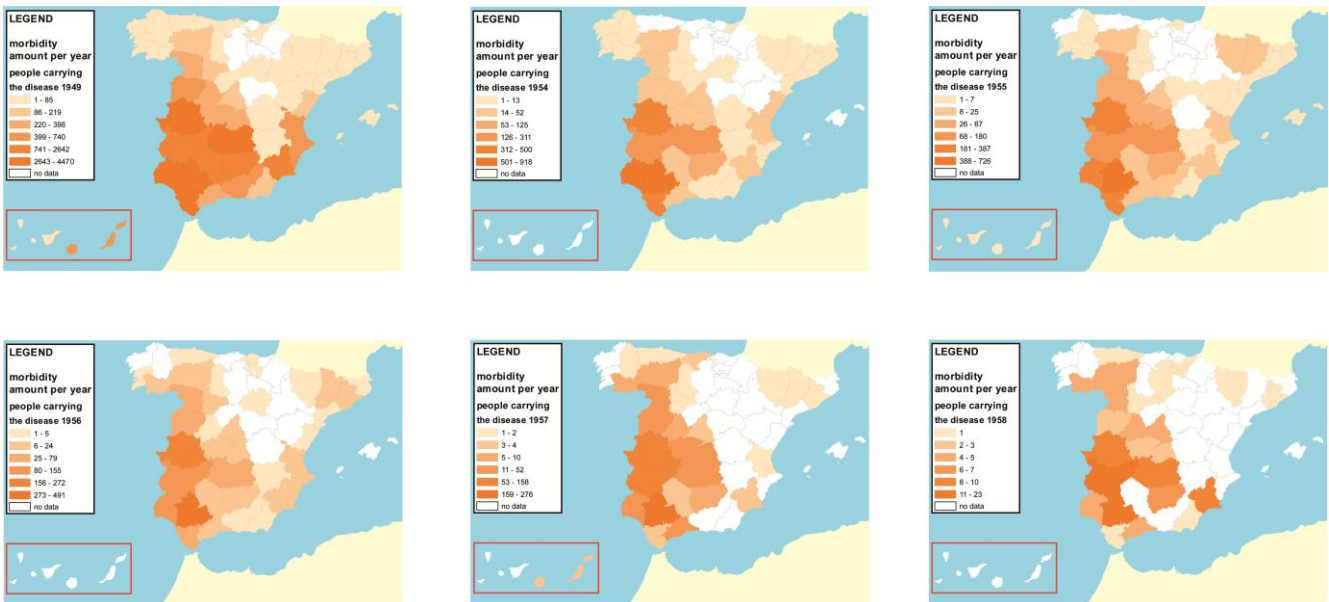 LEGEND
morbidity
amount per year
people carrying
the disease 1949
1 - 85
86 - 219
220 - 398
399 - 740
741 - 2642
2643 - 4470
no data
LEGEND
morbidity
amount per year
people carrying
the disease 1954
1 - 13
14 - 52
53 - 125
126 - 311
312 - 500
501 - 918
no data
LEGEND
morbidity
amount per year
people carrying
the disease 1955
1 - 7
8 - 25
26 - 67
68 - 180
181 - 387
388 - 726
no data
LEGEND
morbidity
amount per year
people carrying
the disease 1956
1 - 5
6 - 24
25 - 79
80 - 155
156 - 272
273 - 491
no data
LEGEND
morbidity
amount per year
people carrying
the disease 1957
1 - 2
3 - 4
5 - 10
11 - 52
53 - 158
159 - 276
no data
LEGEND
morbidity
amount per year
people carrying
the disease 1958
1
2 - 3
4 - 5
6 - 7
8 - 10
11 - 23
no data